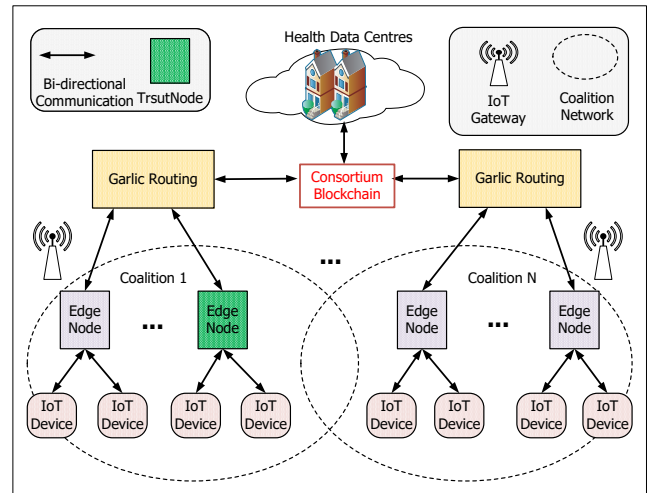 Health Data Centres
Bi-directional
Communication
TrsutNode
IoT
Gateway
Coalition
Network
Garlic Routing
Consortium
Blockchain
Garlic Routing
Coalition 1
...
Coalition N
Edge
Node
...
Edge
Node
Edge
Node
...
Edge
Node
IoT
Device
IoT
Device
IoT
Device
IoT
Device
IoT
Device
IoT
Device
IoT
Device
IoT
Device